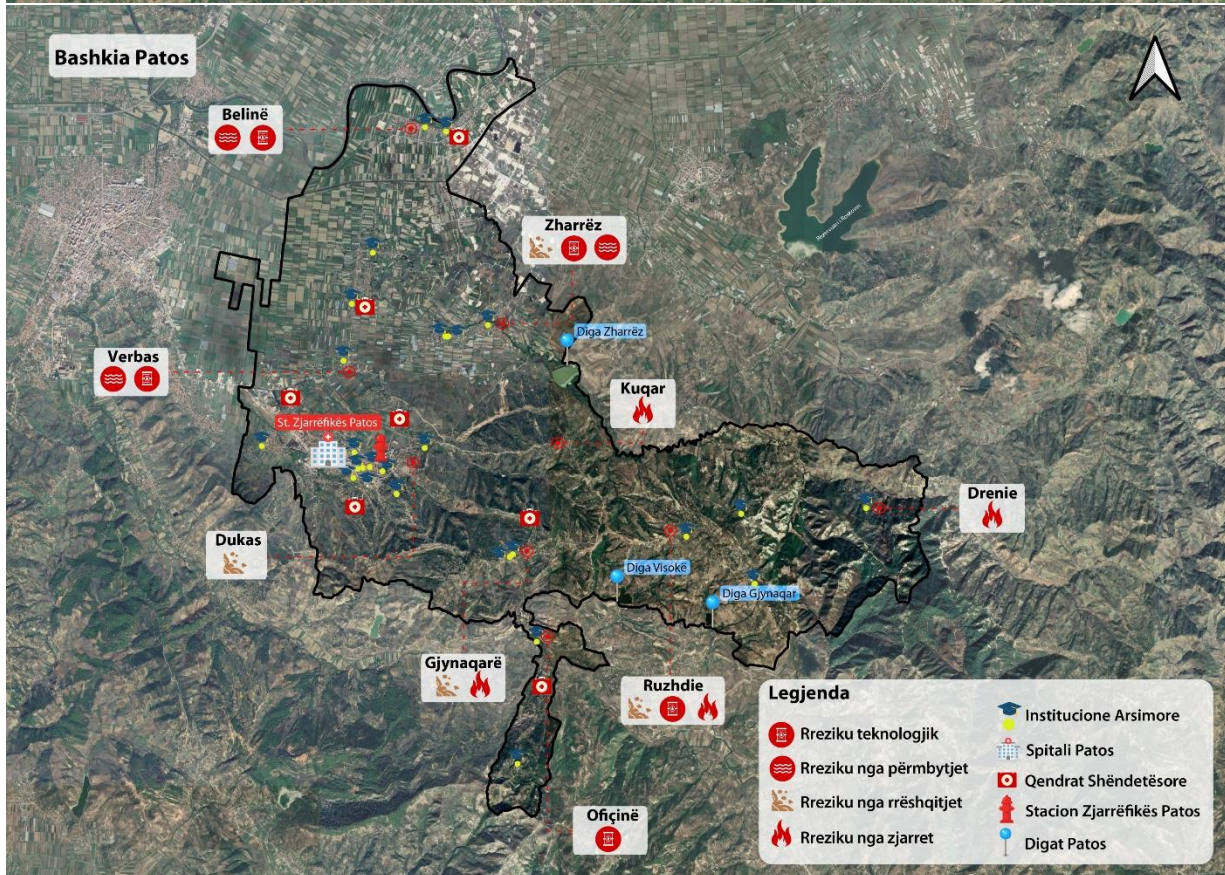 Bashkia Patos
Belinë
Zharrëz
Diga Zharrëz
Verbas
Kuqar
St. Zjarrëfikës Patos
Drenie
Dukas
Diga Visokë
Diga Gjynaqar
Gjynaqarë
Ruzhdie
Ofiçinë
Legjenda
Rreziku teknologjik
Rreziku nga përmbytjet
Rreziku nga rrëshqitjet
Rreziku nga zjarret
Institucione Arsimore
Spitali Patos
Qendrat Shëndetësore
Stacion Zjarrëfikës Patos
Digat Patos